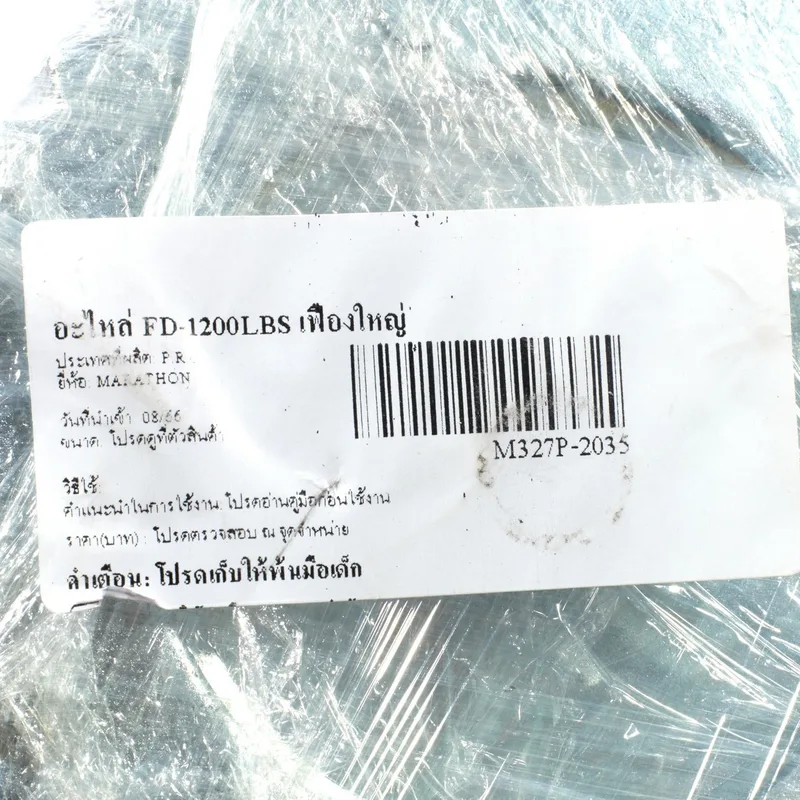 อะไหล่ FD-1200LBS เฟืองใหญ่
ประเทศที่ผลิต: P.R
ยี่ห้อ: MARATHON
วันที่นำเข้า 08/66
ขนาด: โปรดดูที่ตัวสินค้า
M327P-2035
วิธีใช้:
คำแนะนำในการใช้งาน: โปรดอ่านคู่มือก่อนใช้งาน
ราคา(บาท) : โปรดตรวจสอบ ณ จุดจำหน่าย
คำเตือน: โปรดเก็บให้พ้นมือเด็ก